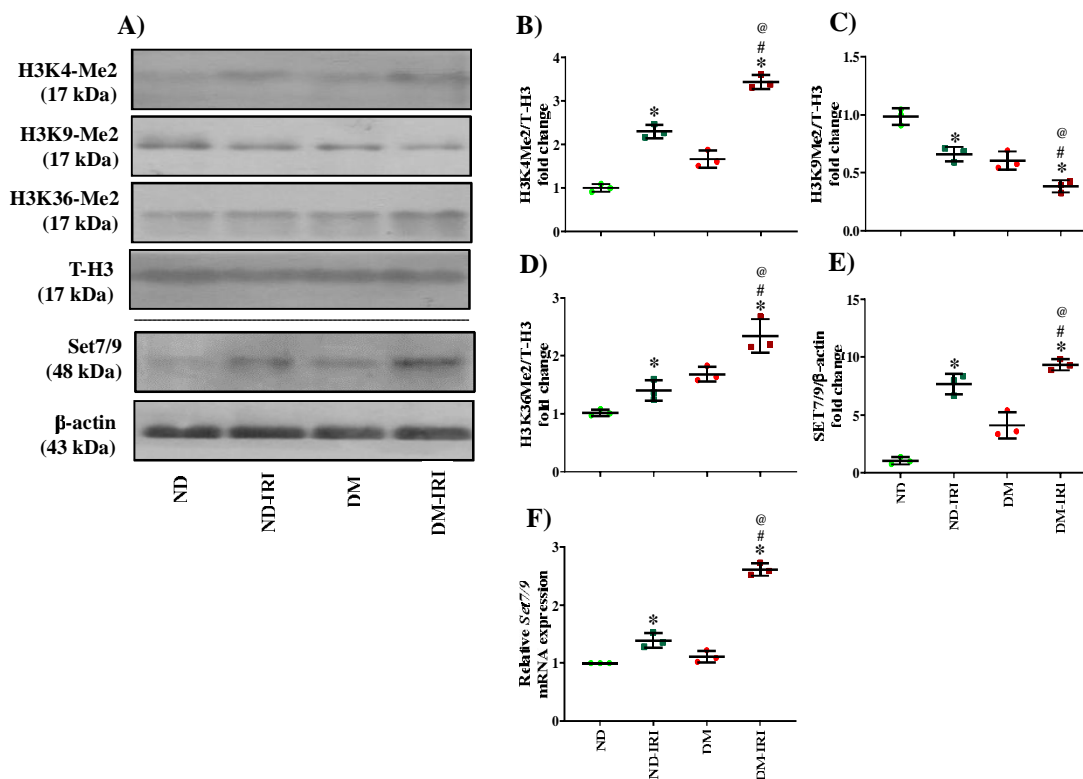 A)
H3K4-Me2
(17 kDa)
H3K9-Me2
(17 kDa)
H3K36-Me2
(17 kDa)
T-H3
(17 kDa)
Set7/9
(48 kDa)
β-actin
(43 kDa)
ND
ND-IRI
DM
DM-IRI
B)
H3K4Me2/T-H3
fold change
4
3
2
1
0
*
@
#
*
C)
H3K9Me2/T-H3
fold change
1.5
1.0
0.5
0.0
*
@
#
*
D)
H3K36Me2/T-H3
fold change
3
2
1
0
*
@
#
*
E)
SET7/9/β-actin
fold change
15
10
5
0
*
@
#
*
ND
ND-IRI
DM
DM-IRI
F)
Relative Set7/9
mRNA expression
3
2
1
0
*
@
#
*
ND
ND-IRI
DM
DM-IRI